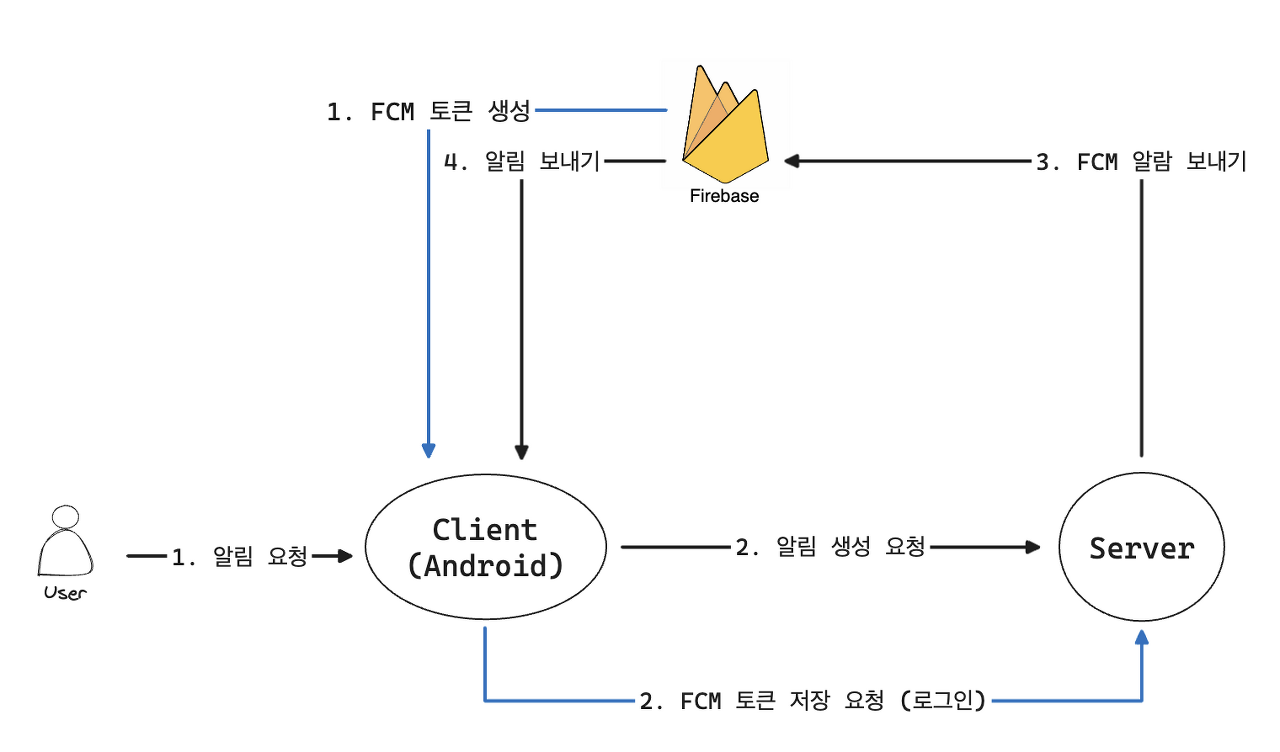 1. FCM 토큰 생성
4. 알림 보내기
3. FCM 알람 보내기
Firebase
Client
(Android)
1. 알림 요청
2. 알림 생성 요청
Server
User
2. FCM 토큰 저장 요청 (로그인)